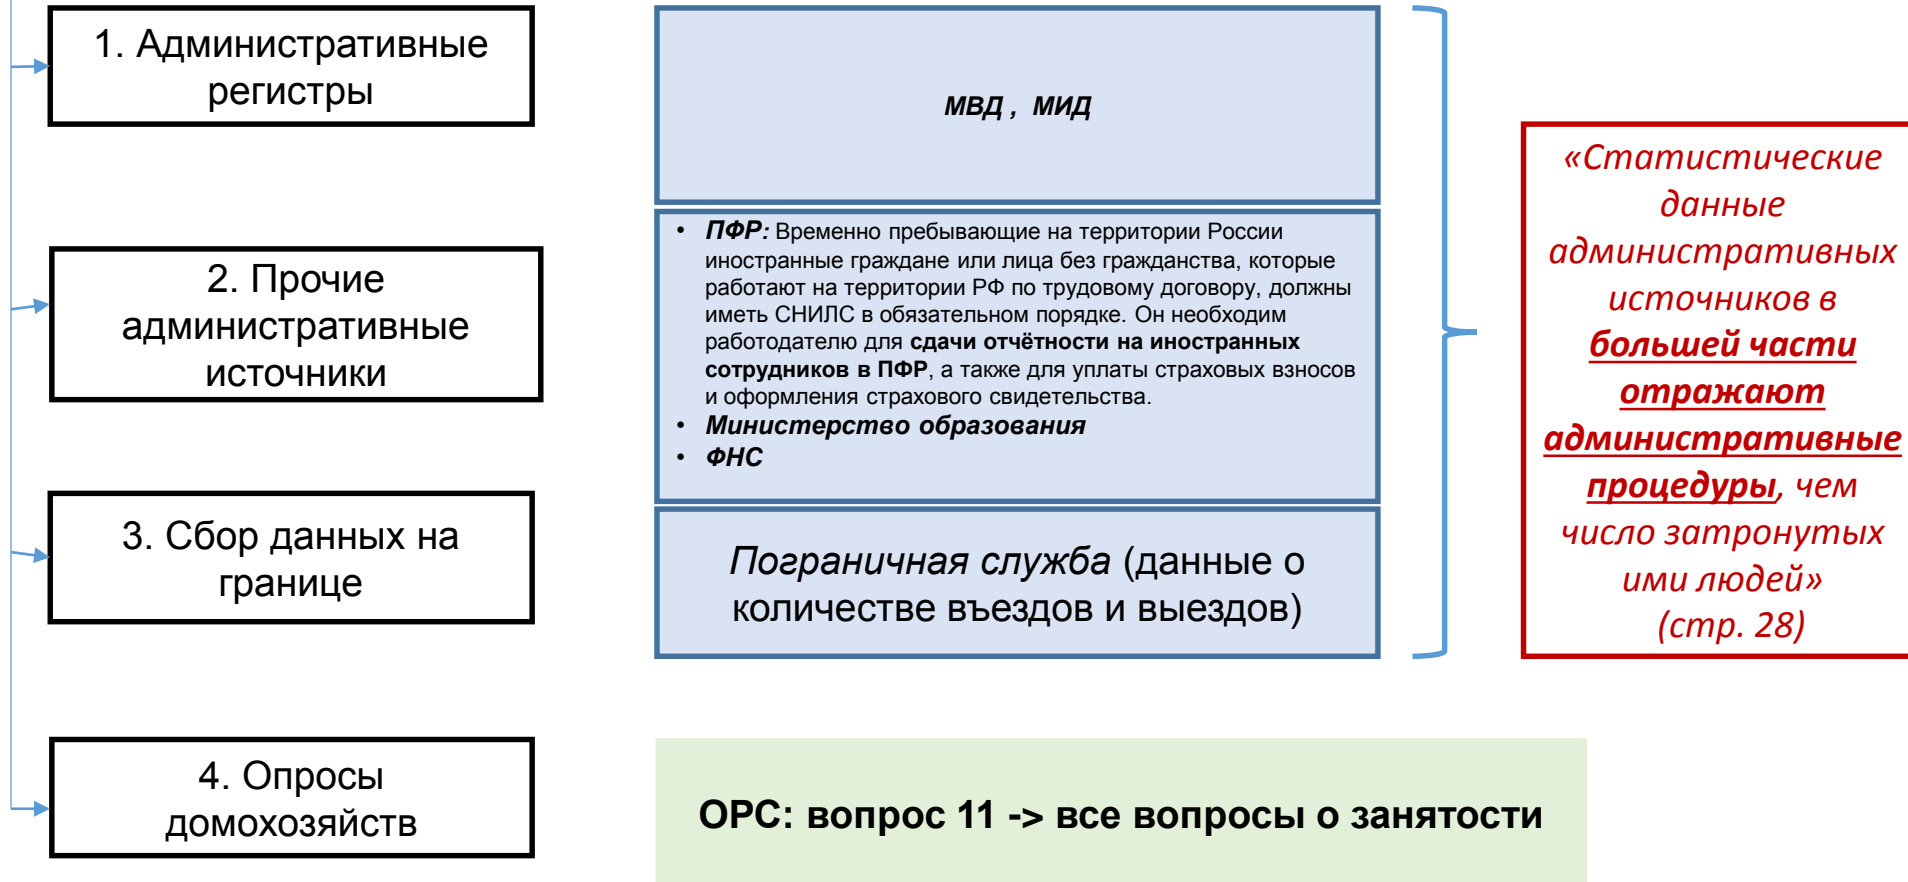 1. Административные
регистры
МВД , МИД
2. Прочие
административные
источники
• ПФР: Временно пребывающие на территории России
иностранные граждане или лица без гражданства, которые
работают на территории РФ по трудовому договору, должны
иметь СНИЛС в обязательном порядке. Он необходим
работодателю для сдачи отчётности на иностранных
сотрудников в ПФР, а также для уплаты страховых взносов
и оформления страхового свидетельства.
• Министерство образования
• ФНС
3. Сбор данных на
границе
Пограничная служба (данные о
количестве въездов и выездов)
«Статистические
данные
административных
источников в
большей части
отражают
административные
процедуры, чем
число затронутых
ими людей»
(стр. 28)
4. Опросы
домохозяйств
ОРС: вопрос 11 -> все вопросы о занятости